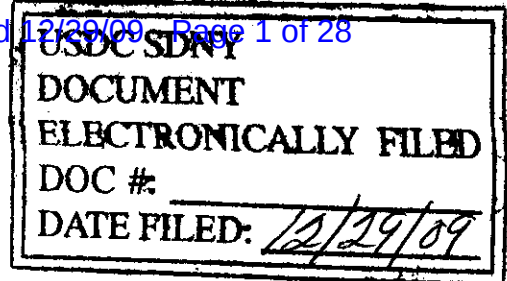 d 12/29/09 Page 1 of 28
USDC SDNY
DOCUMENT
ELECTRONICALLY FILED
DOC #:
DATE FILED: 12/29/09